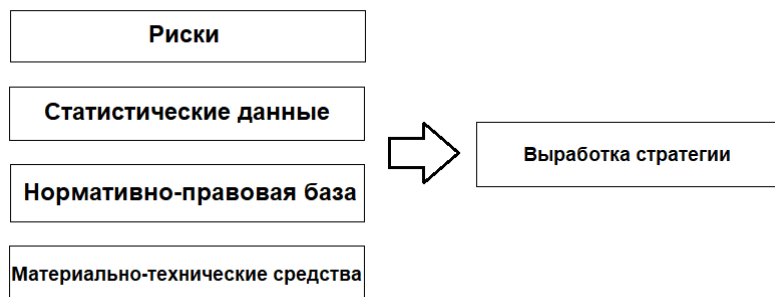 Риски
Статистические данные
Выработка стратегии
Нормативно-правовая база
Материально-технические средства